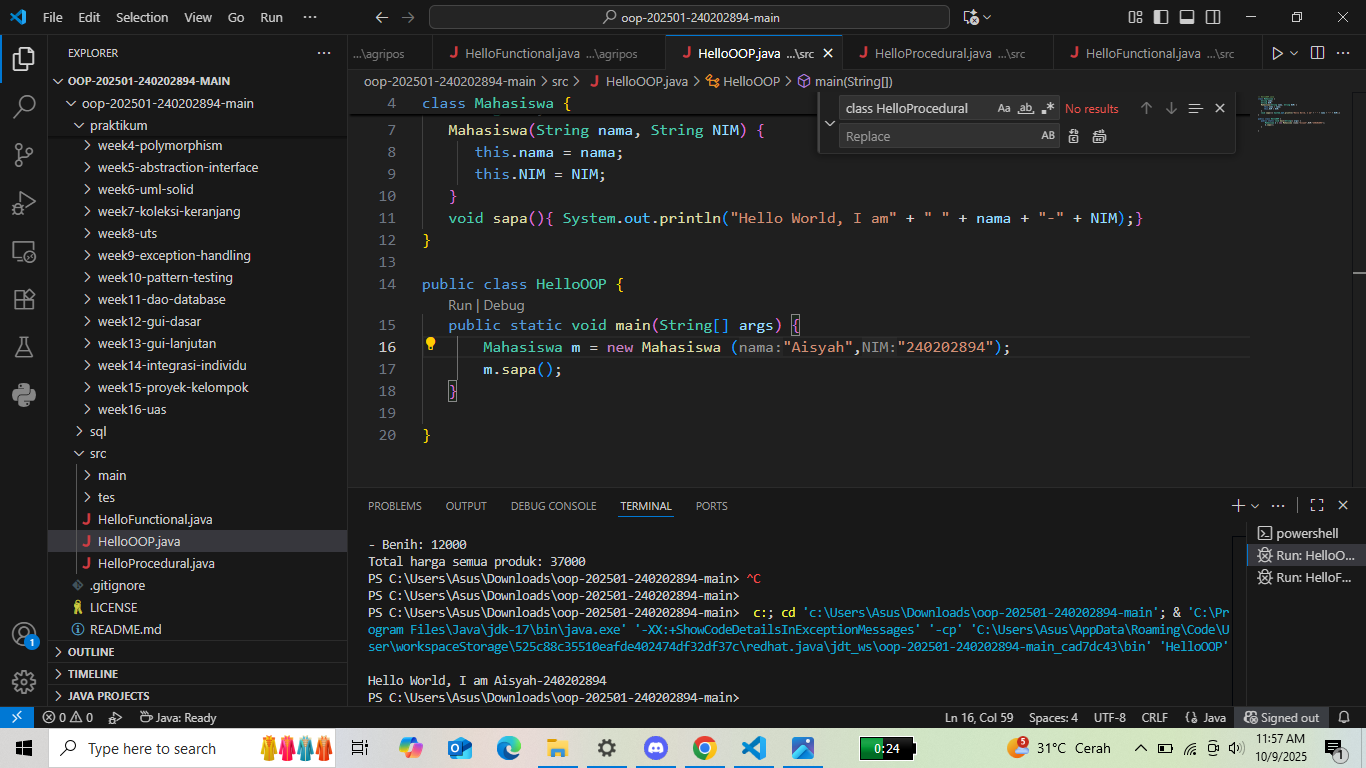 File Edit Selection View Go Run ··· oop-202501-240202894-main
EXPLORER ···
OOP-202501-240202894-MAIN
oop-202501-240202894-main
praktikum
week4-polymorphism
week5-abstraction-interface
week6-uml-solid
week7-koleksi-keranjang
week8-uts
week9-exception-handling
week10-pattern-testing
week11-dao-database
week12-gui-dasar
week13-gui-lanjutan
week14-integrasi-individu
week15-proyek-kelompok
week16-uas
sql
src
main
tes
HelloFunctional.java
HelloOOP.java
HelloProcedural.java
.gitignore
LICENSE
README.md
OUTLINE
TIMELINE
JAVA PROJECTS
...\agripos HelloFunctional.java ...\agripos HelloOOP.java ...\src HelloProcedural.java ...\src HelloFunctional.java ...\src
oop-202501-240202894-main > src > HelloOOP.java > HelloOOP > main(String[])
class HelloProcedural Aa ab .* No results
Replace AB
4 class Mahasiswa {
7 Mahasiswa(String nama, String NIM) {
8 this.nama = nama;
9 this.NIM = NIM;
10 }
11 void sapa(){ System.out.println("Hello World, I am" + " " + nama + "-" + NIM);}
12 }
13
14 public class HelloOOP {
Run | Debug
15 public static void main(String[] args) {
16 Mahasiswa m = new Mahasiswa (nama:"Aisyah",NIM:"240202894");
17 m.sapa();
18 }
19
20 }
PROBLEMS OUTPUT DEBUG CONSOLE TERMINAL PORTS
- Benih: 12000
Total harga semua produk: 37000
PS C:\Users\Asus\Downloads\oop-202501-240202894-main> ^C
PS C:\Users\Asus\Downloads\oop-202501-240202894-main>
PS C:\Users\Asus\Downloads\oop-202501-240202894-main> c:; cd 'c:\Users\Asus\Downloads\oop-202501-240202894-main'; & 'C:\Pr
ogram Files\Java\jdk-17\bin\java.exe' '-XX:+ShowCodeDetailsInExceptionMessages' '-cp' 'C:\Users\Asus\AppData\Roaming\Code\U
ser\workspaceStorage\525c88c35510eafde402474df32df37c\redhat.java\jdt_ws\oop-202501-240202894-main_cad7dc43\bin' 'HelloOOP'
Hello World, I am Aisyah-240202894
PS C:\Users\Asus\Downloads\oop-202501-240202894-main>
powershell
Run: HelloO...
Run: HelloF...
1
0 0 Java: Ready Ln 16, Col 59 Spaces: 4 UTF-8 CRLF {} Java Signed out
Type here to search 0:24 5 31°C Cerah 11:57 AM
10/9/2025 1